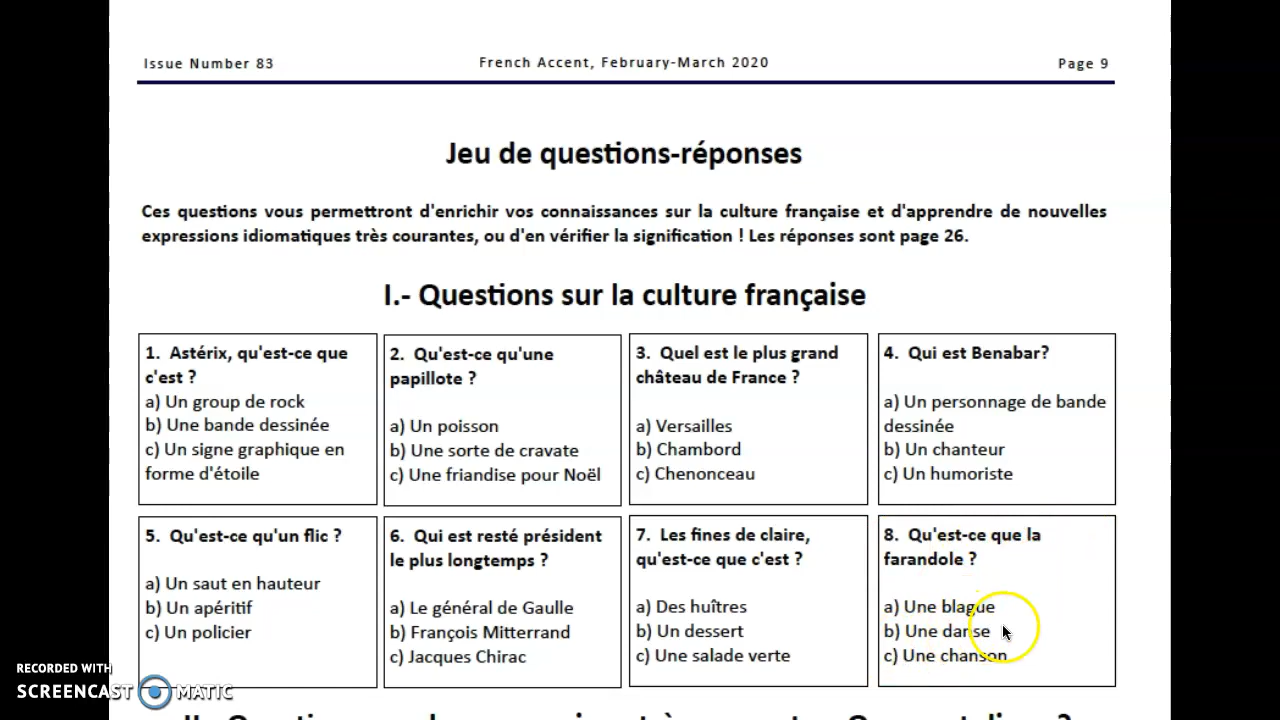 Issue Number 83
French Accent, February-March 2020
Page 9
Jeu de questions-réponses
Ces questions vous permettront d'enrichir vos connaissances sur la culture française et d'apprendre de nouvelles
expressions idiomatiques très courantes, ou d'en vérifier la signification ! Les réponses sont page 26.
I.- Questions sur la culture française
1. Astérix, qu'est-ce que
c'est ?
a) Un group de rock
b) Une bande dessinée
c) Un signe graphique en
forme d'étoile
2. Qu'est-ce qu'une
papillote ?
a) Un poisson
b) Une sorte de cravate
c) Une friandise pour Noël
3. Quel est le plus grand
château de France ?
a) Versailles
b) Chambord
c) Chenonceau
4. Qui est Benabar?
a) Un personnage de bande
dessinée
b) Un chanteur
c) Un humoriste
5. Qu'est-ce qu'un flic ?
a) Un saut en hauteur
b) Un apéritif
c) Un policier
6. Qui est resté président
le plus longtemps ?
a) Le général de Gaulle
b) François Mitterrand
c) Jacques Chirac
7. Les fines de claire,
qu'est-ce que c'est ?
a) Des huîtres
b) Un dessert
c) Une salade verte
8. Qu'est-ce que la
farandole ?
a) Une blague
b) Une danse
c) Une chanson
RECORDED WITH
SCREENCAST MATIC